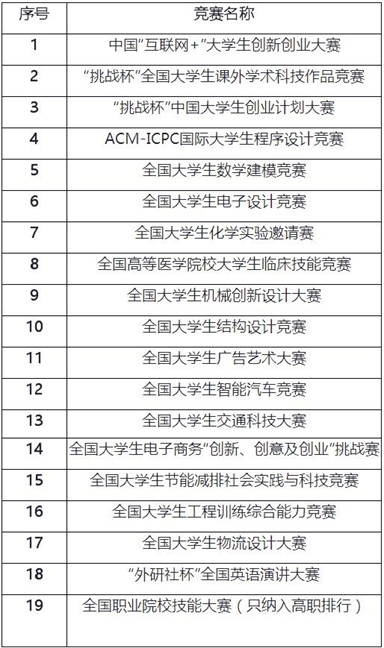 序号 竞赛名称
1 中国“互联网+”大学生创新创业大赛
2 “挑战杯”全国大学生课外学术科技作品竞赛
3 “挑战杯”中国大学生创业计划大赛
4 ACM-ICPC国际大学生程序设计竞赛
5 全国大学生数学建模竞赛
6 全国大学生电子设计竞赛
7 全国大学生化学实验邀请赛
8 全国高等医学院校大学生临床技能竞赛
9 全国大学生机械创新设计大赛
10 全国大学生结构设计竞赛
11 全国大学生广告艺术大赛
12 全国大学生智能汽车竞赛
13 全国大学生交通科技大赛
14 全国大学生电子商务“创新、创意及创业”挑战赛
15 全国大学生节能减排社会实践与科技竞赛
16 全国大学生工程训练综合能力竞赛
17 全国大学生物流设计大赛
18 “外研社杯”全国英语演讲大赛
19 全国职业院校技能大赛（只纳入高职排行）